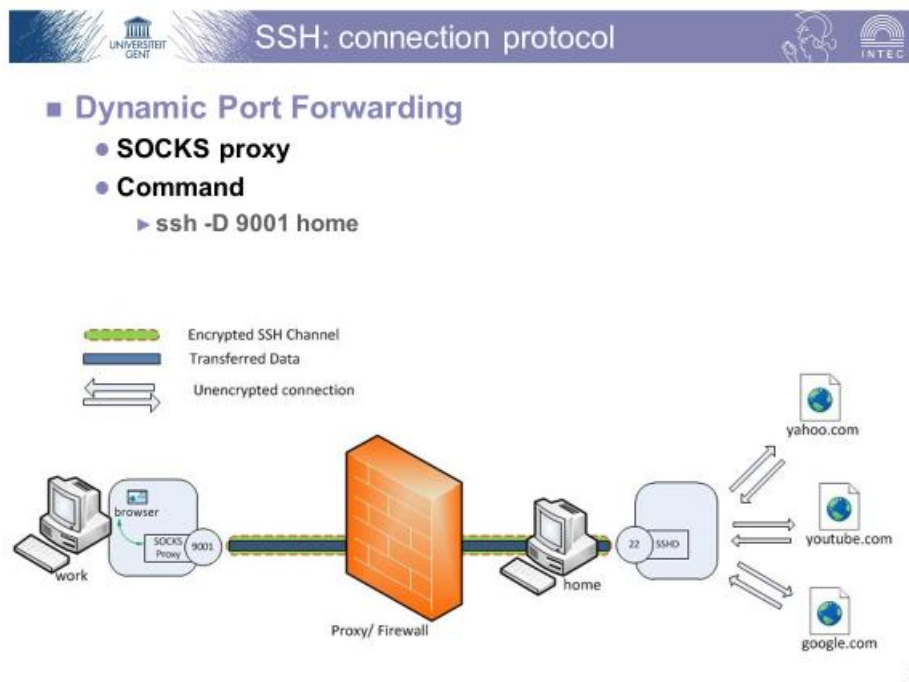 UNIVERSITEIT
GENT
SSH: connection protocol
INTEC
Dynamic Port Forwarding
SOCKS proxy
Command
ssh -D 9001 home
Encrypted SSH Channel
Transferred Data
Unencrypted connection
yahoo.com
browser
SOCKS
Proxy
9001
22
SSHD
youtube.com
work
home
Proxy/ Firewall
google.com